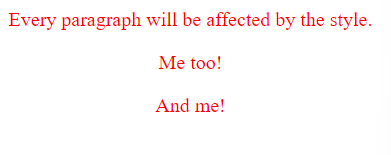 Every paragraph will be affected by the style.
Me too!
And me!